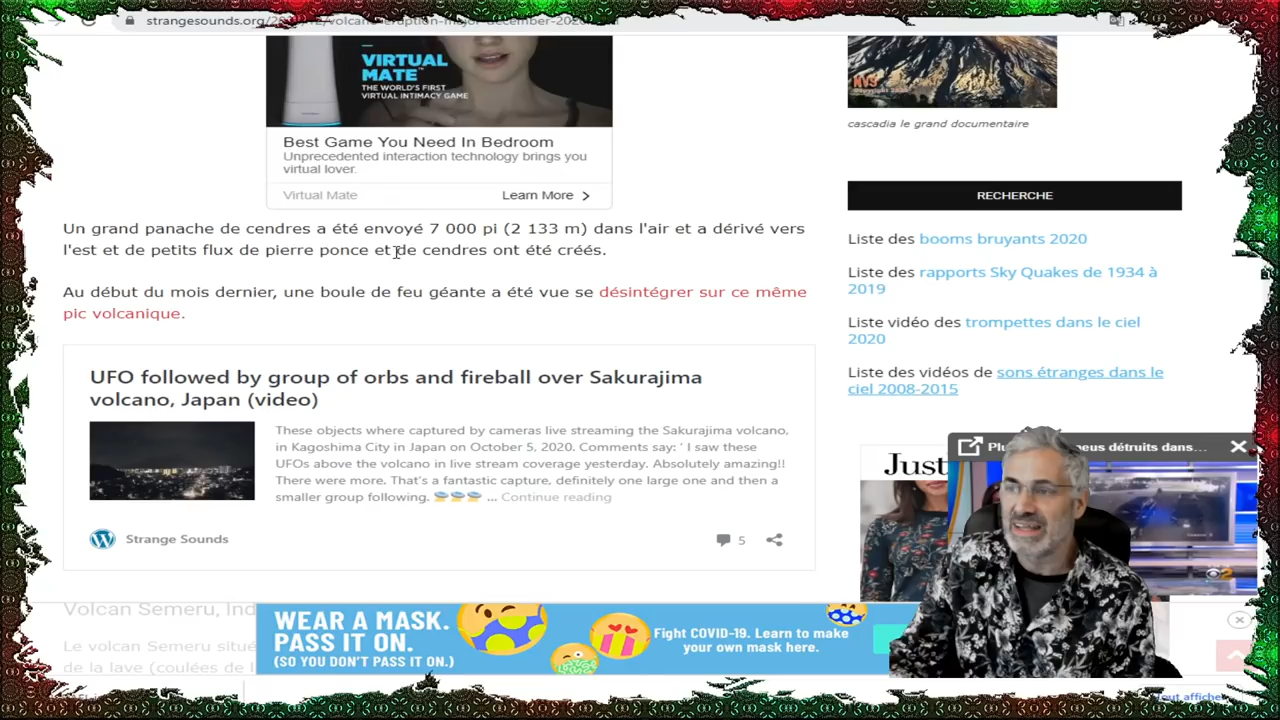 strangesounds.org/
VIRTUAL
MATE™
THE WORLD'S FIRST
VIRTUAL INTIMACY GAME
Best Game You Need In Bedroom
Unprecedented interaction technology brings you
virtual lover.
Virtual Mate
Learn More
Un grand panache de cendres a été envoyé 7 000 pi (2 133 m) dans l'air et a dérivé vers
l'est et de petits flux de pierre ponce et de cendres ont été créés.
Au début du mois dernier, une boule de feu géante a été vue se désintégrer sur ce même
pic volcanique.
UFO followed by group of orbs and fireball over Sakurajima
volcano, Japan (video)
These objects where captured by cameras live streaming the Sakurajima volcano,
in Kagoshima City in Japan on October 5, 2020. Comments say: ' I saw these
UFOs above the volcano in live stream coverage yesterday. Absolutely amazing!!
There were more. That's a fantastic capture, definitely one large one and then a
smaller group following. ... Continue reading
Strange Sounds
5
Volcan Semeru,
Le volcan Semeru
de la lave (coulées de
WEAR A MASK.
PASS IT ON.
(SO YOU DON'T PASS IT ON.)
Fight COVID-19. Learn to make
your own mask here.
cascadia le grand documentaire
RECHERCHE
Liste des booms bruyants 2020
Liste des rapports Sky Quakes de 1934 à
2019
Liste vidéo des trompettes dans le ciel
2020
Liste des vidéos de sons étranges dans le
ciel 2008-2015
détruits dans...
2